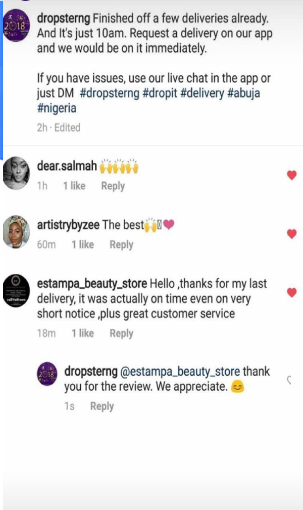 dropsterng Finished off a few deliveries already.
And It's just 10am. Request a delivery on our app
and we would be on it immediately.
If you have issues, use our live chat in the app or
just DM #dropsterng #dropit #delivery #abuja
#nigeria
2h · Edited
dear.salmah 🙌🙌🙌
1h 1 like Reply
artistrybyzee The best🙌💗
60m 1 like Reply
estampa_beauty_store Hello ,thanks for my last
delivery, it was actually on time even on very
short notice ,plus great customer service
18m 1 like Reply
dropsterng @estampa_beauty_store thank
you for the review. We appreciate. 😊
1s Reply